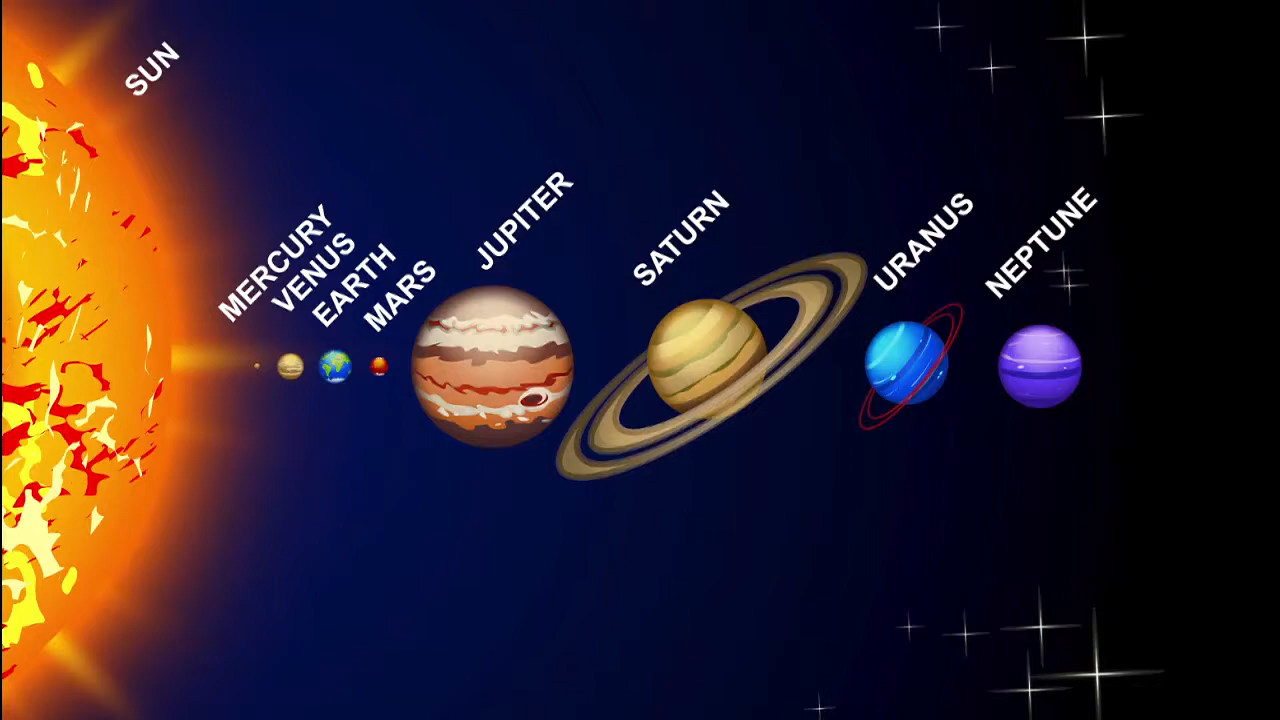 SUN
MERCURY
VENUS
EARTH
MARS
JUPITER
SATURN
URANUS
NEPTUNE